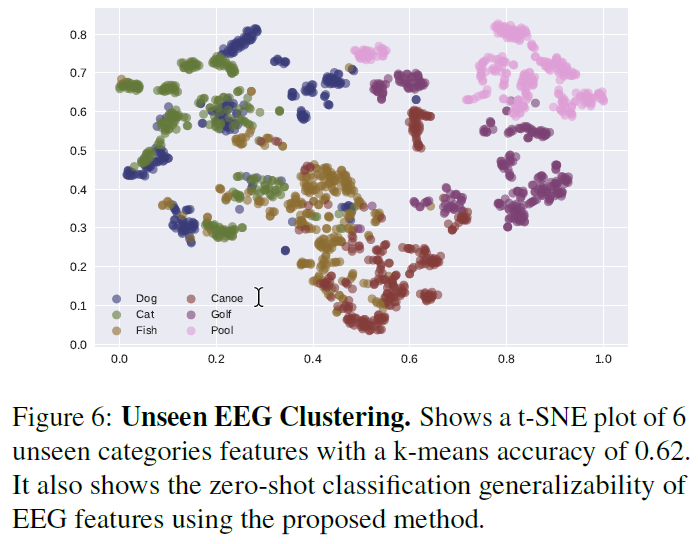 0.8
0.7
0.6
0.5
0.4
0.3
0.2
0.1
0.0
Dog
Cat
Fish
Canoe
Golf
Pool
0.0 0.2 0.4 0.6 0.8 1.0
Figure 6: Unseen EEG Clustering. Shows a t-SNE plot of 6
unseen categories features with a k-means accuracy of 0.62.
It also shows the zero-shot classification generalizability of
EEG features using the proposed method.